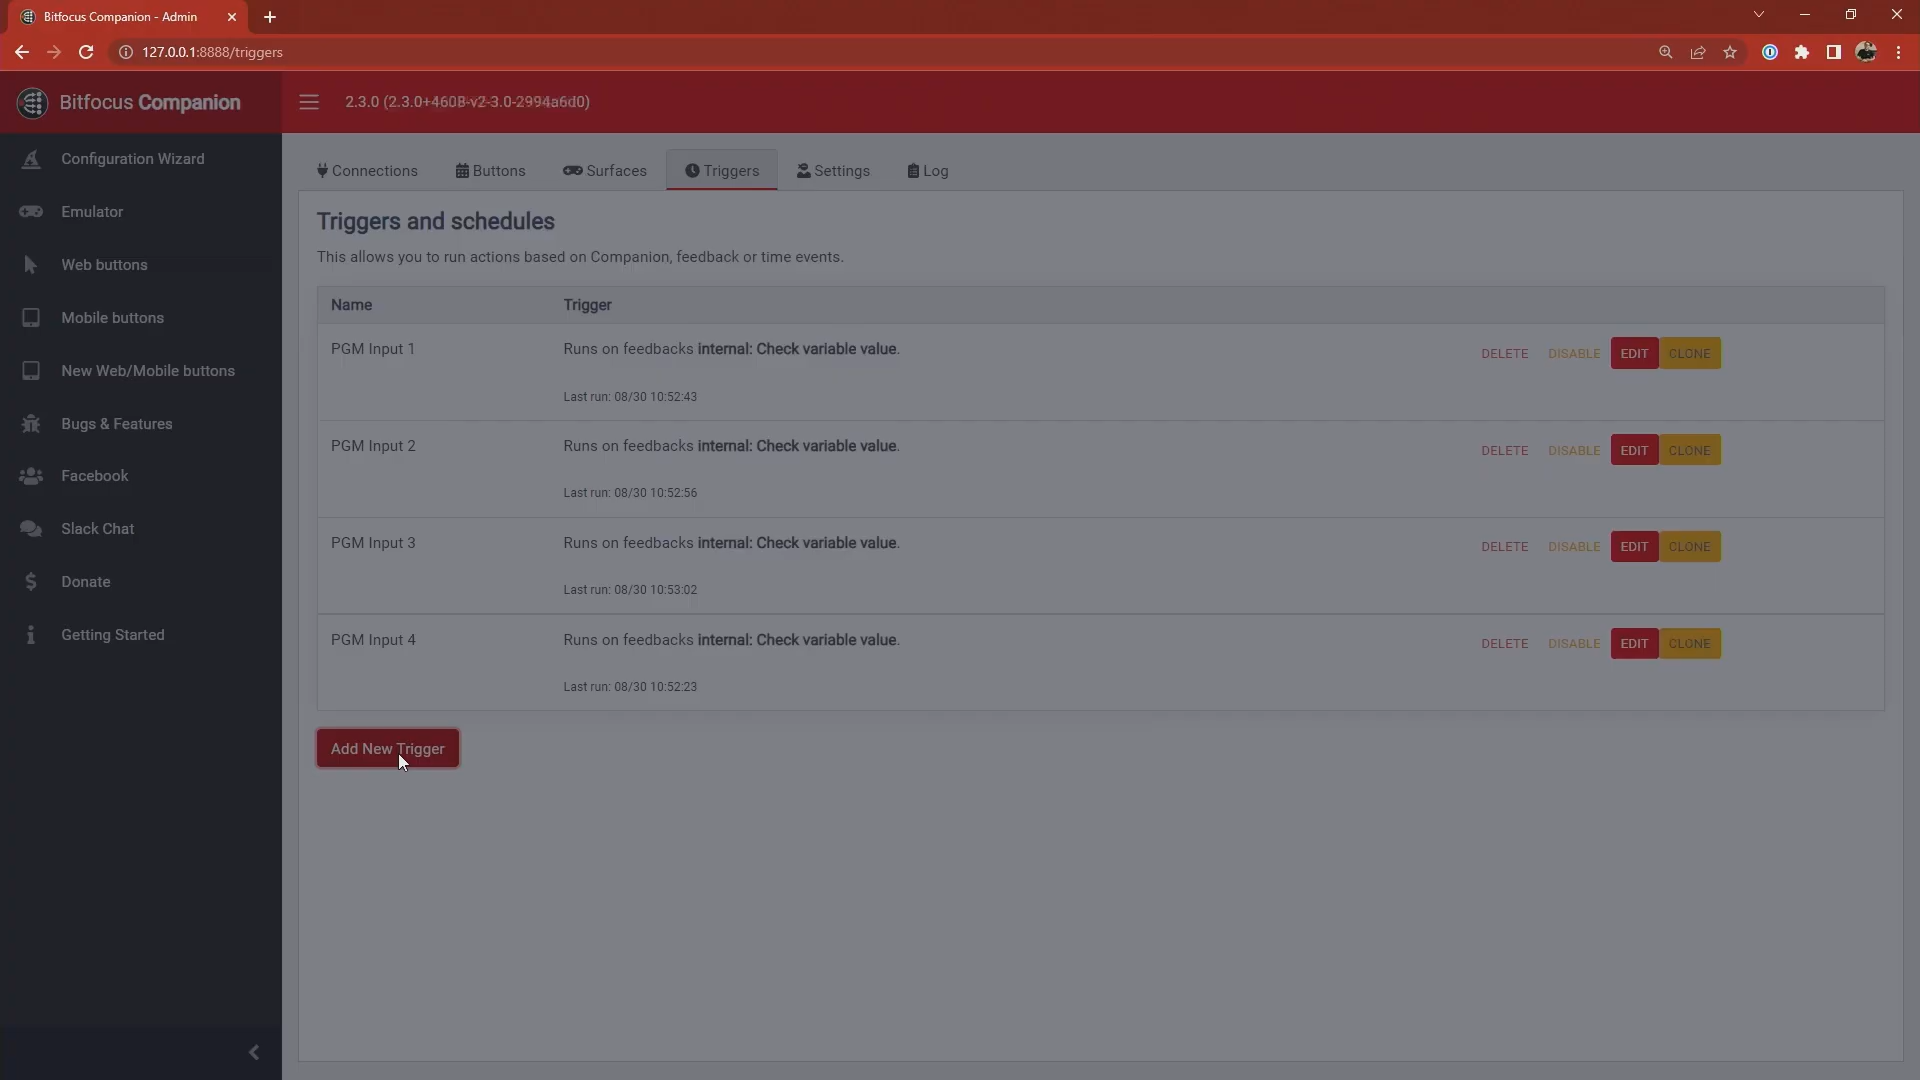 Bitfocus Companion - Admin
127.0.0.1:8888/triggers
Bitfocus Companion
2.3.0 (2.3.0+4608-v2-3.0-2994a6d0)
Configuration Wizard
Emulator
Web buttons
Mobile buttons
New Web/Mobile buttons
Bugs & Features
Facebook
Slack Chat
Donate
Getting Started
Connections Buttons Surfaces Triggers Settings Log
Triggers and schedules
This allows you to run actions based on Companion, feedback or time events.
Name Trigger
PGM Input 1 Runs on feedbacks internal: Check variable value. DELETE DISABLE EDIT CLONE
Last run: 08/30 10:52:43
PGM Input 2 Runs on feedbacks internal: Check variable value. DELETE DISABLE EDIT CLONE
Last run: 08/30 10:52:56
PGM Input 3 Runs on feedbacks internal: Check variable value. DELETE DISABLE EDIT CLONE
Last run: 08/30 10:53:02
PGM Input 4 Runs on feedbacks internal: Check variable value. DELETE DISABLE EDIT CLONE
Last run: 08/30 10:52:23
Add New Trigger